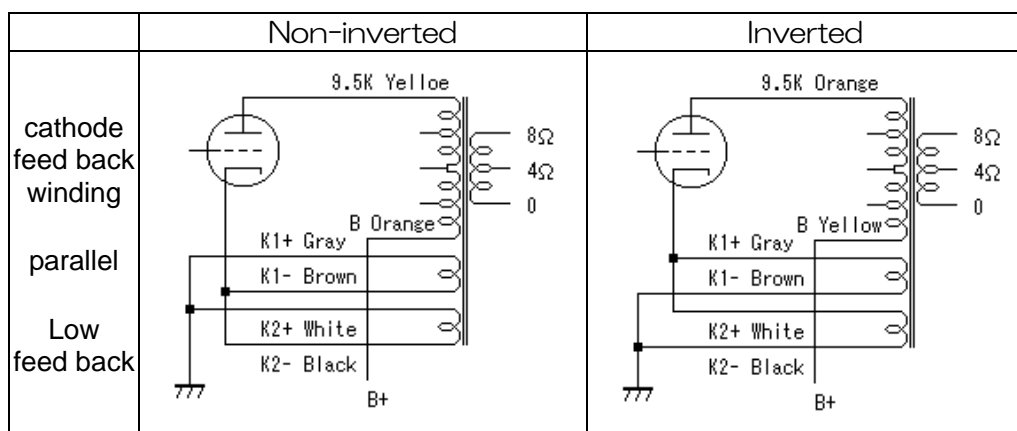 Non-inverted
Inverted
cathode
feed back
winding
parallel
Low
feed back
9.5K Yelloe
8Ω
4Ω
0
B Orange
K1+ Gray
K1- Brown
K2+ White
K2- Black
B+
9.5K Orange
8Ω
4Ω
0
B Yellow
K1+ Gray
K1- Brown
K2+ White
K2- Black
B+